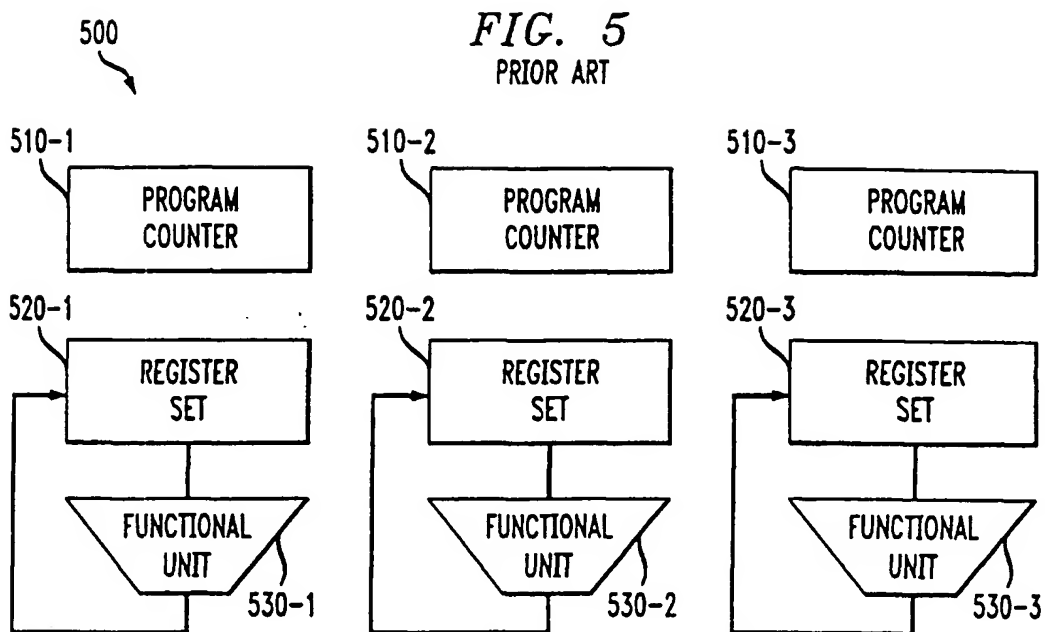 500
FIG. 5
PRIOR ART
510-1
510-2
510-3
PROGRAM
COUNTER
PROGRAM
COUNTER
PROGRAM
COUNTER
520-1
520-2
520-3
REGISTER
SET
REGISTER
SET
REGISTER
SET
FUNCTIONAL
UNIT
FUNCTIONAL
UNIT
FUNCTIONAL
UNIT
530-1
530-2
530-3